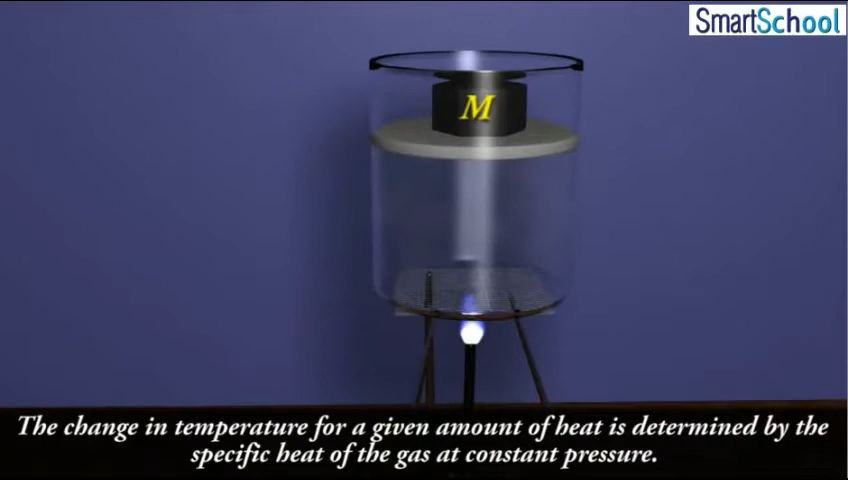 SmartSchool
M
The change in temperature for a given amount of heat is determined by the
specific heat of the gas at constant pressure.